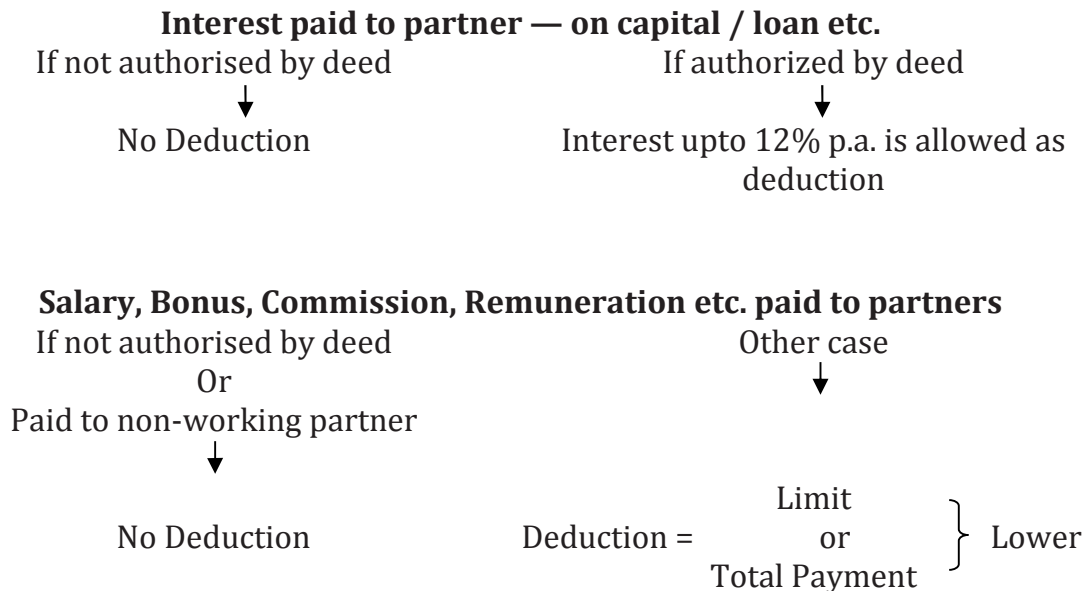 Interest paid to partner — on capital / loan etc.
If not authorised by deed
If authorized by deed
No Deduction
Interest upto 12% p.a. is allowed as
deduction
Salary, Bonus, Commission, Remuneration etc. paid to partners
If not authorised by deed
Or
Paid to non-working partner
No Deduction
Other case
Limit
Deduction = or Lower
Total Payment